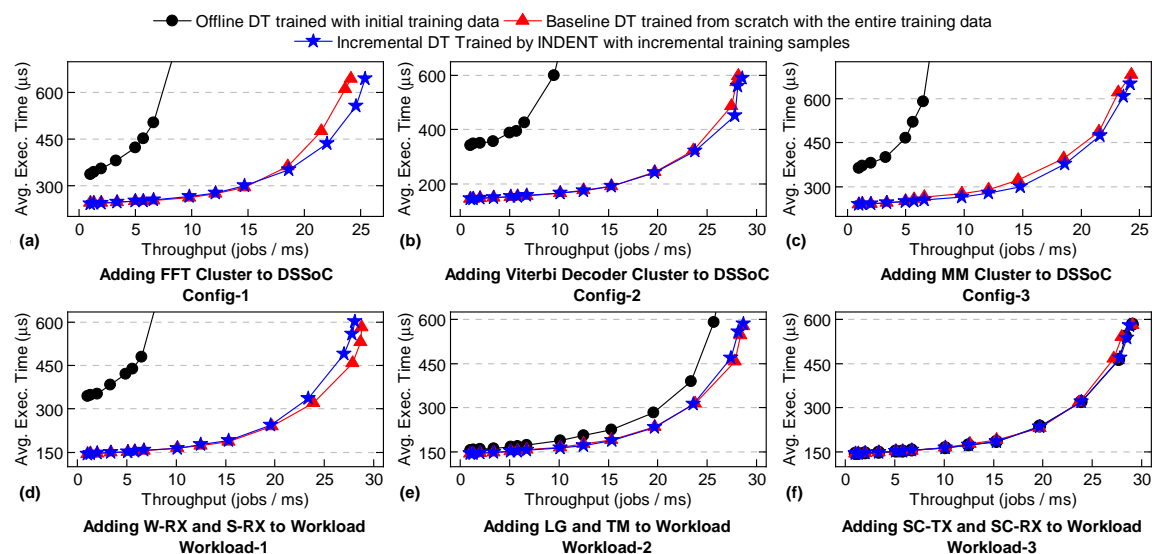 Offline DT trained with initial training data Baseline DT trained from scratch with the entire training data
Incremental DT Trained by INDENT with incremental training samples
Avg. Exec. Time (µs)
600
450
300
0 5 10 15 20 25
(a)
Throughput (jobs / ms)
Adding FFT Cluster to DSSoC
Config-1
Avg. Exec. Time (µs)
600
400
200
0 5 10 15 20 25 30
(b)
Throughput (jobs / ms)
Adding Viterbi Decoder Cluster to DSSoC
Config-2
Avg. Exec. Time (µs)
600
450
300
0 5 10 15 20 25
(c)
Throughput (jobs / ms)
Adding MM Cluster to DSSoC
Config-3
Avg. Exec. Time (µs)
600
450
300
150
0 5 10 15 20 25 30
(d)
Throughput (jobs / ms)
Adding W-RX and S-RX to Workload
Workload-1
Avg. Exec. Time (µs)
600
450
300
150
0 5 10 15 20 25 30
(e)
Throughput (jobs / ms)
Adding LG and TM to Workload
Workload-2
Avg. Exec. Time (µs)
600
450
300
150
0 5 10 15 20 25 30
(f)
Throughput (jobs / ms)
Adding SC-TX and SC-RX to Workload
Workload-3